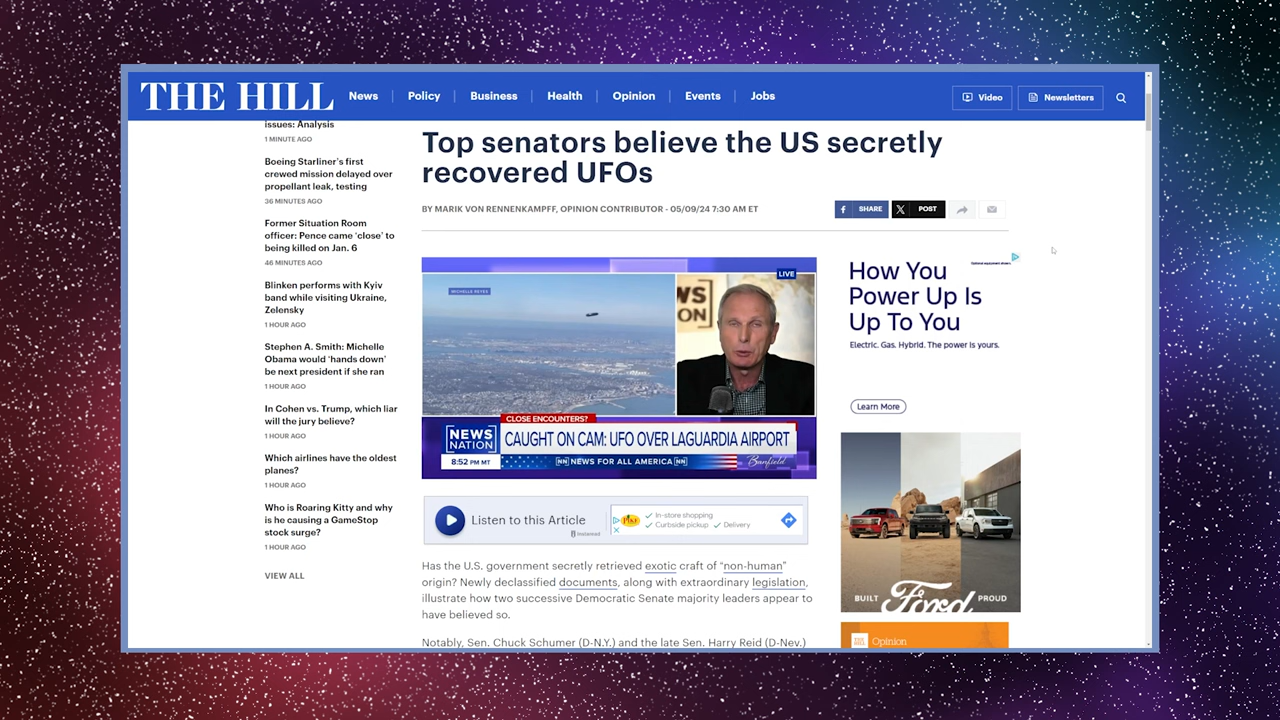 THE HILL
News
Policy
Business
Health
Opinion
Events
Jobs
Video
Newsletters
issues: Analysis
1 MINUTE AGO
Boeing Starliner's first
crewed mission delayed over
propellant leak, testing
36 MINUTES AGO
Former Situation Room
officer: Pence came 'close' to
being killed on Jan. 6
46 MINUTES AGO
Blinken performs with Kyiv
band while visiting Ukraine,
Zelensky
1 HOUR AGO
Stephen A. Smith: Michelle
Obama would 'hands down'
be next president if she ran
1 HOUR AGO
In Cohen vs. Trump, which liar
will the jury believe?
1 HOUR AGO
Which airlines have the oldest
planes?
1 HOUR AGO
Who is Roaring Kitty and why
is he causing a GameStop
stock surge?
1 HOUR AGO
VIEW ALL
Top senators believe the US secretly
recovered UFOs
BY MARIK VON RENNENKAMPFF, OPINION CONTRIBUTOR - 05/09/24 7:30 AM ET
SHARE
POST
LIVE
MICHELLE REYES
WS
ON
CLOSE ENCOUNTERS?
NEWS
NATION
CAUGHT ON CAM: UFO OVER LAGUARDIA AIRPORT
8:52 PM MT
NEWS FOR ALL AMERICA
Banfield
Listen to this Article
In-store shopping
Curbside pickup
Delivery
Has the U.S. government secretly retrieved exotic craft of "non-human"
origin? Newly declassified documents, along with extraordinary legislation,
illustrate how two successive Democratic Senate majority leaders appear to
have believed so.
Notably, Sen. Chuck Schumer (D-N.Y.) and the late Sen. Harry Reid (D-Nev.)
Optional equipment shown.
How You
Power Up Is
Up To You
Electric. Gas. Hybrid. The power is yours.
Learn More
BUILT
Ford
PROUD
THE
HILL
Opinion